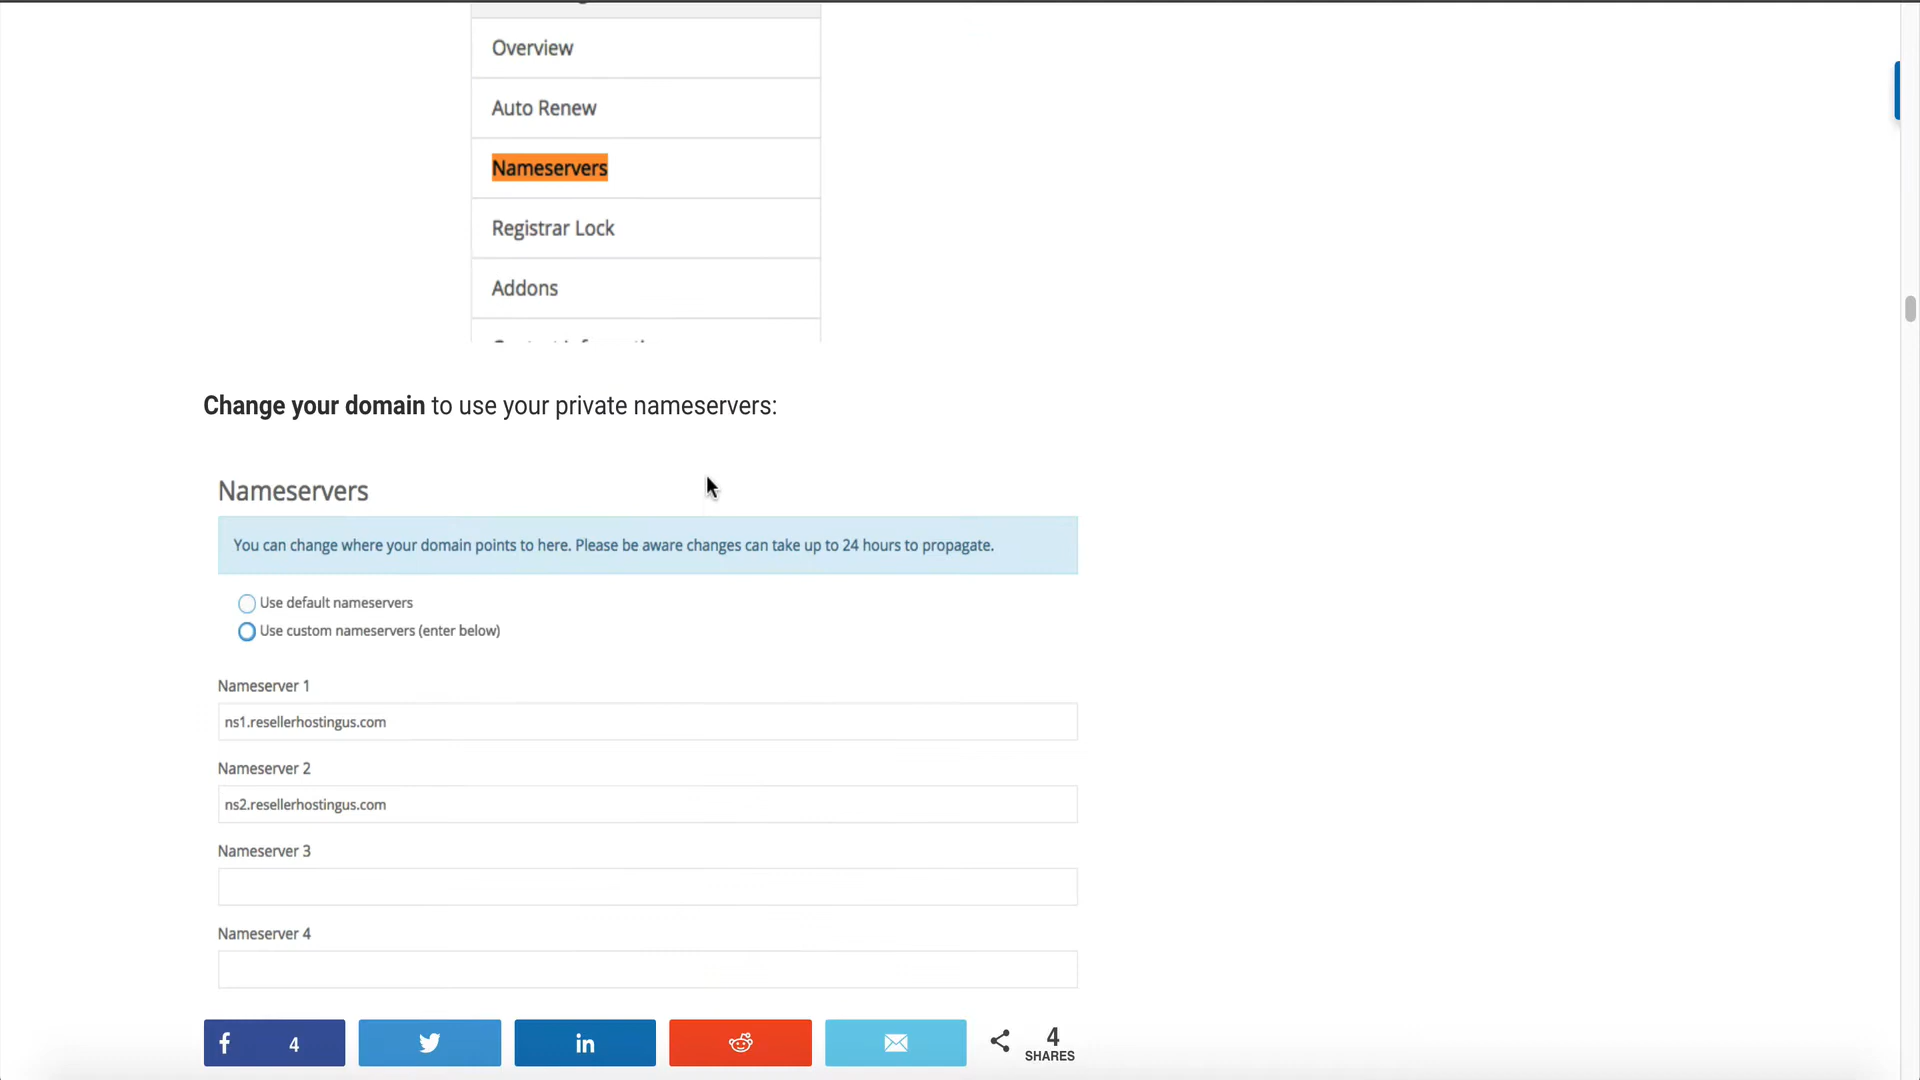 Overview
Auto Renew
Nameservers
Registrar Lock
Addons
Change your domain to use your private nameservers:
Nameservers
You can change where your domain points to here. Please be aware changes can take up to 24 hours to propagate.
Use default nameservers
Use custom nameservers (enter below)
Nameserver 1
ns1.resellerhostingus.com
Nameserver 2
ns2.resellerhostingus.com
Nameserver 3
Nameserver 4
4
4
SHARES